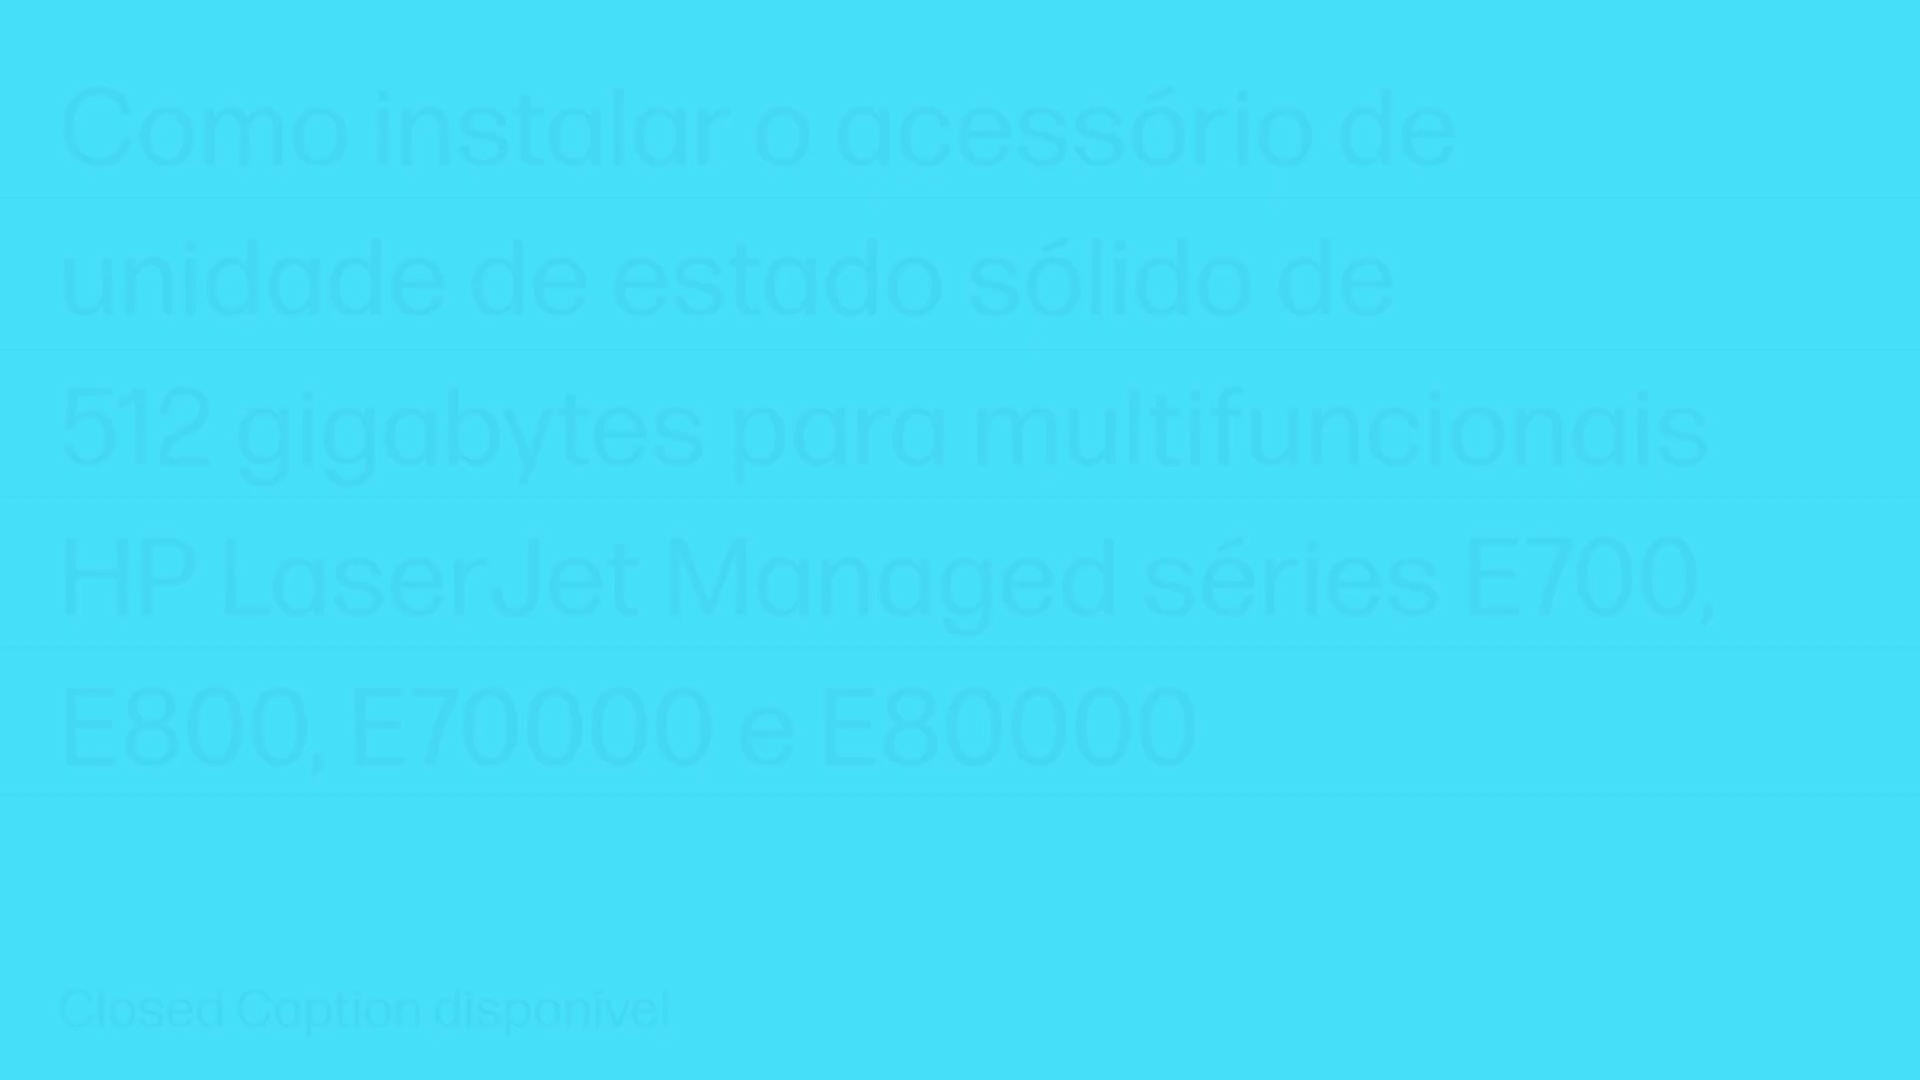 Como instalar o acessório de
unidade de estado sólido de
512 gigabytes para multifuncionais
HP LaserJet Managed séries E700,
E800, E70000 e E80000
Closed Caption disponível